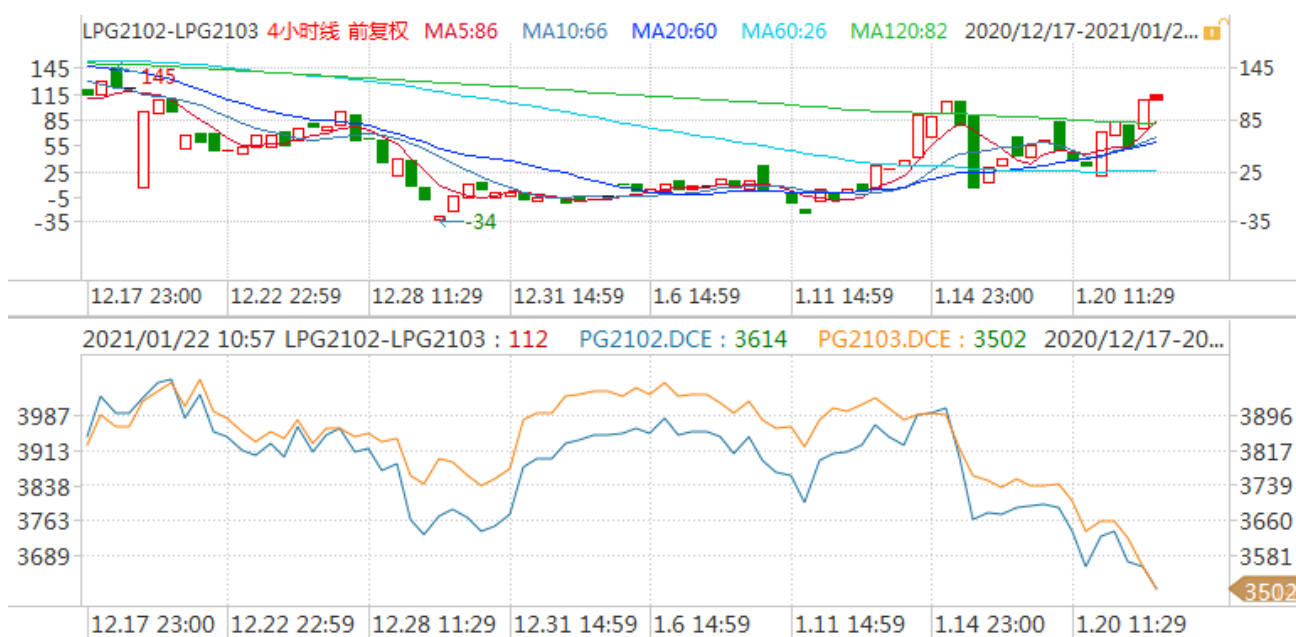 LPG2102-LPG2103 4小时线 前复权 MA5:86 MA10:66 MA20:60 MA60:26 MA120:82 2020/12/17-2021/01/2...
145 145 145
115
85 85
55
25 25
-5
-35 -34 -35
12.17 23:00 12.22 22:59 12.28 11:29 12.31 14:59 1.6 14:59 1.11 14:59 1.14 23:00 1.20 11:29
2021/01/22 10:57 LPG2102-LPG2103 : 112 PG2102.DCE : 3614 PG2103.DCE : 3502 2020/12/17-20...
3987 3896
3913 3817
3838 3739
3763 3660
3689 3581
3502
12.17 23:00 12.22 22:59 12.28 11:29 12.31 14:59 1.6 14:59 1.11 14:59 1.14 23:00 1.20 11:29